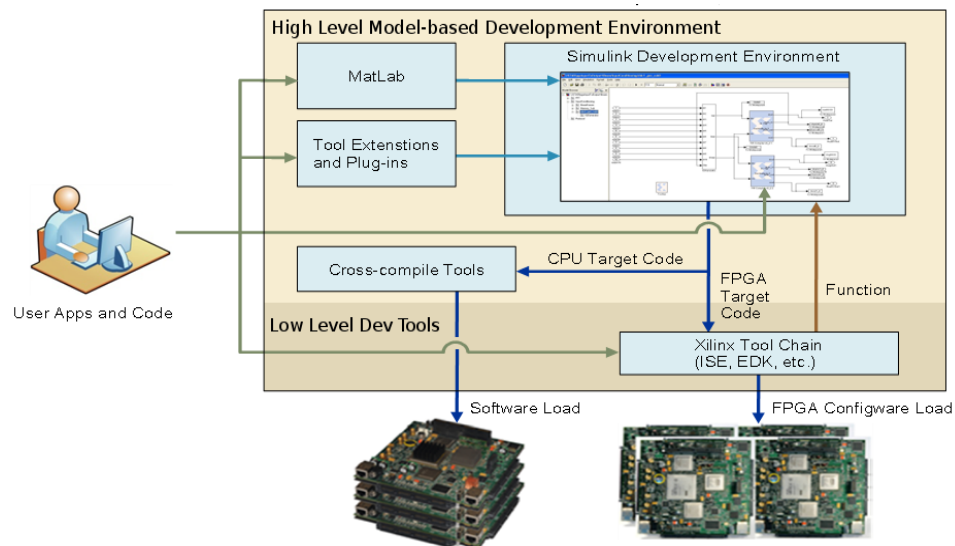 High Level Model-based Development Environment
Simulink Development Environment
MatLab
Tool Extenstions
and Plug-ins
User Apps and Code
Cross-compile Tools
CPU Target Code
FPGA
Target
Code
Function
Low Level Dev Tools
Xilinx Tool Chain
(ISE, EDK, etc.)
Software Load
FPGA Configware Load